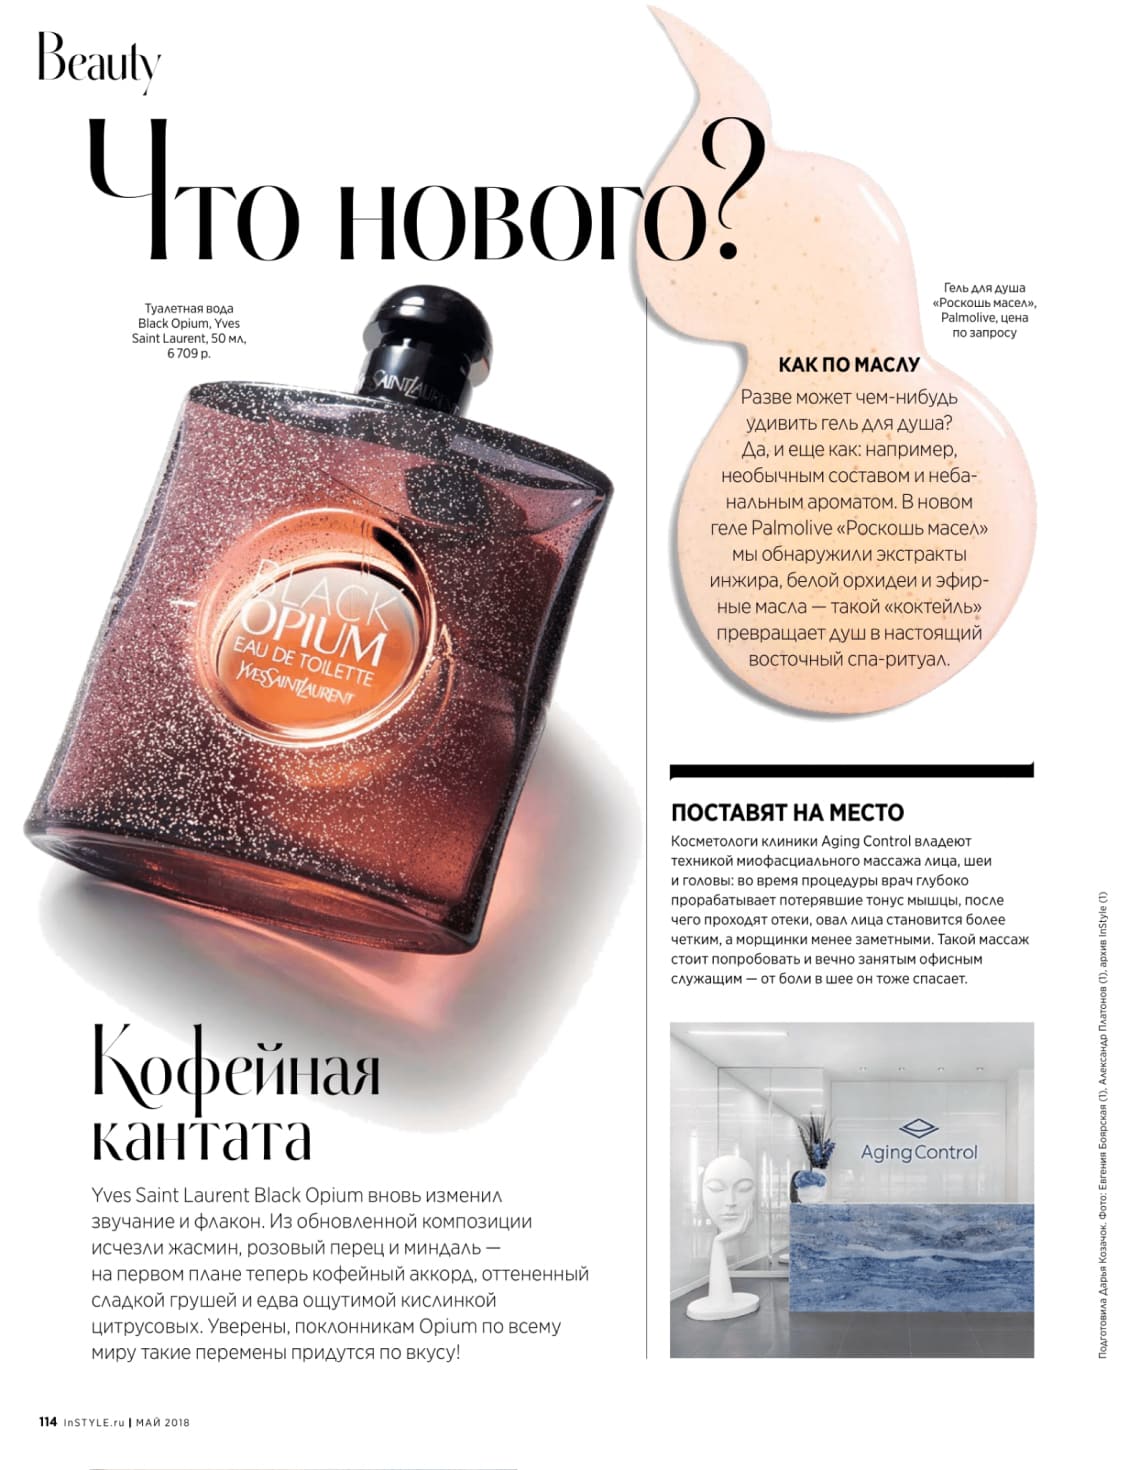 Beauty
Что нового?
Туалетная вода
Black Opium, Yves
Saint Laurent, 50 мл,
6 709 р.
SAINTLAURENT
BLACK
OPIUM
EAU DE TOILETTE
YVESSAINTLAURENT
Кофейная
кантата
Yves Saint Laurent Black Opium вновь изменил
звучание и флакон. Из обновленной композиции
исчезли жасмин, розовый перец и миндаль —
на первом плане теперь кофейный аккорд, оттененный
сладкой грушей и едва ощутимой кислинкой
цитрусовых. Уверены, поклонникам Opium по всему
миру такие перемены придутся по вкусу!
Гель для душа
«Роскошь масел»,
Palmolive, цена
по запросу
КАК ПО МАСЛУ
Разве может чем-нибудь
удивить гель для душа?
Да, и еще как: например,
необычным составом и неба-
нальным ароматом. В новом
геле Palmolive «Роскошь масел»
мы обнаружили экстракты
инжира, белой орхидеи и эфир-
ные масла — такой «коктейль»
превращает душ в настоящий
восточный спа-ритуал.
ПОСТАВЯТ НА МЕСТО
Косметологи клиники Aging Control владеют
техникой миофасциального массажа лица, шеи
и головы: во время процедуры врач глубоко
прорабатывает потерявшие тонус мышцы, после
чего проходят отеки, овал лица становится более
четким, а морщинки менее заметными. Такой массаж
стоит попробовать и вечно занятым офисным
служащим — от боли в шее он тоже спасает.
Aging Control
Подготовила Дарья Козачок. Фото: Евгения Боярская (1), Александр Платонов (1), архив InStyle (1)
114 InSTYLE.ru | МАЙ 2018